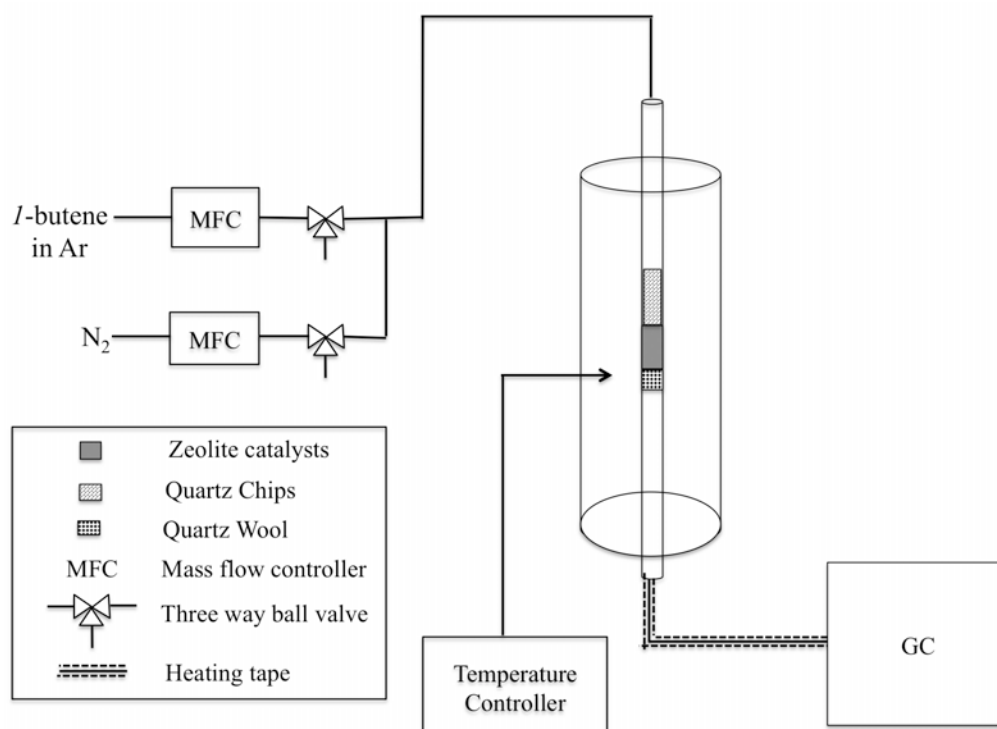 1-butene
in Ar
MFC
N2
MFC
Zeolite catalysts
Quartz Chips
Quartz Wool
MFC Mass flow controller
Three way ball valve
Heating tape
Temperature
Controller
GC